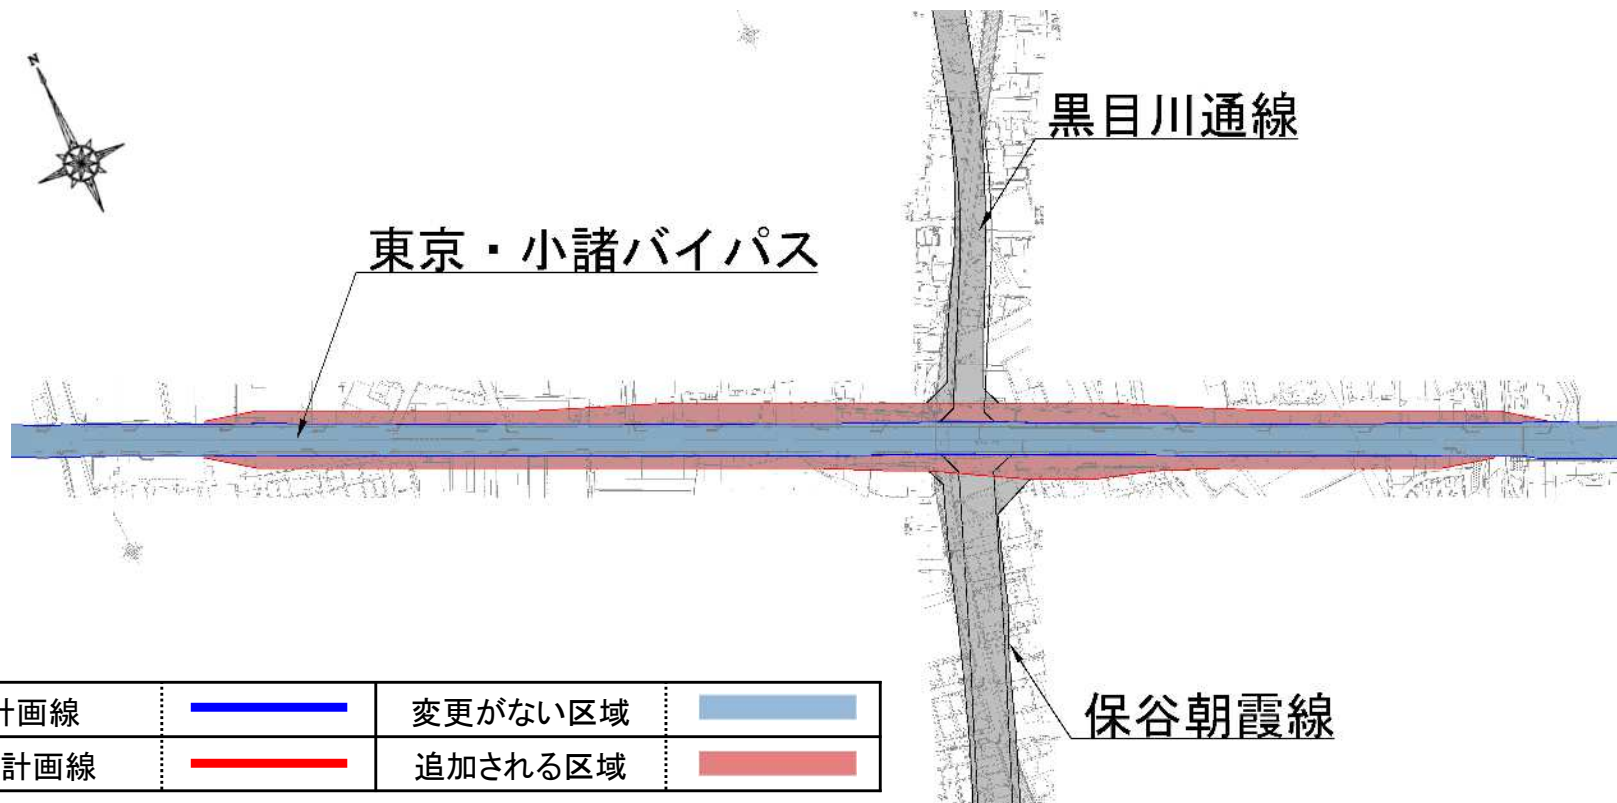 N
黒目川通線
東京・小諸バイパス
計画線
変更がない区域
計画線
追加される区域
保谷朝霞線